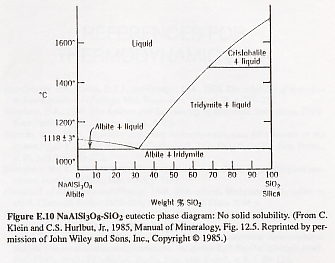 1600°
Liquid
Cristobalite
+ liquid
1400°
°C
Tridymite + liquid
1200°
Albite + liquid
1118 ± 3°
1000°
Albite + tridymite
0 10 20 30 40 50 60 70 80 90 100
NaAlSi₃O₈ SiO₂
Albite Silica
Weight % SiO₂
Figure E.10 NaAlSi3Og-SiO2 eutectic phase diagram: No solid solubility. (From C.
Klein and C.S. Hurlbut, Jr., 1985, Manual of Mineralogy, Fig. 12.5. Reprinted by per-
mission of John Wiley and Sons, Inc., Copyright © 1985.)